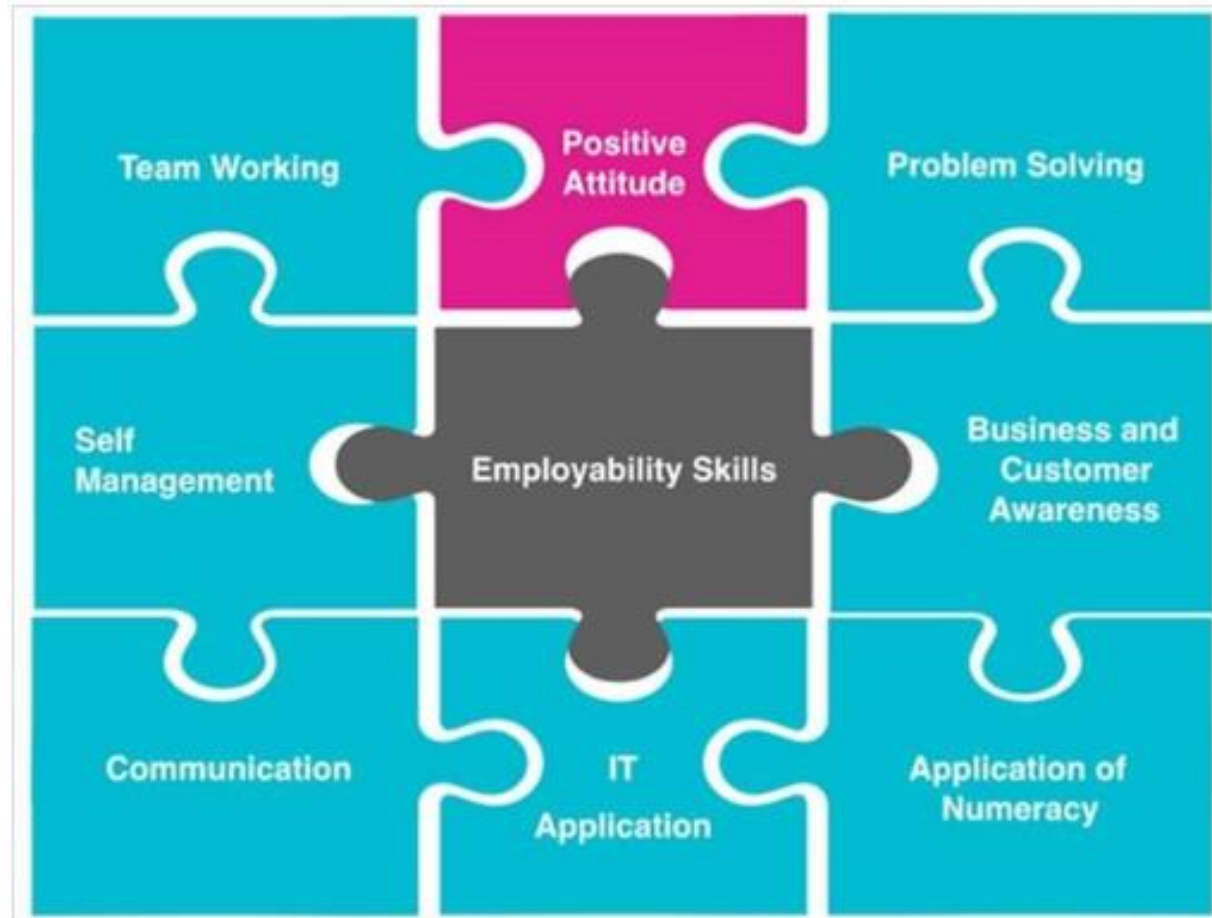 Team Working
Positive
Attitude
Problem Solving
Self
Management
Employability Skills
Business and
Customer
Awareness
Communication
IT
Application
Application of
Numeracy